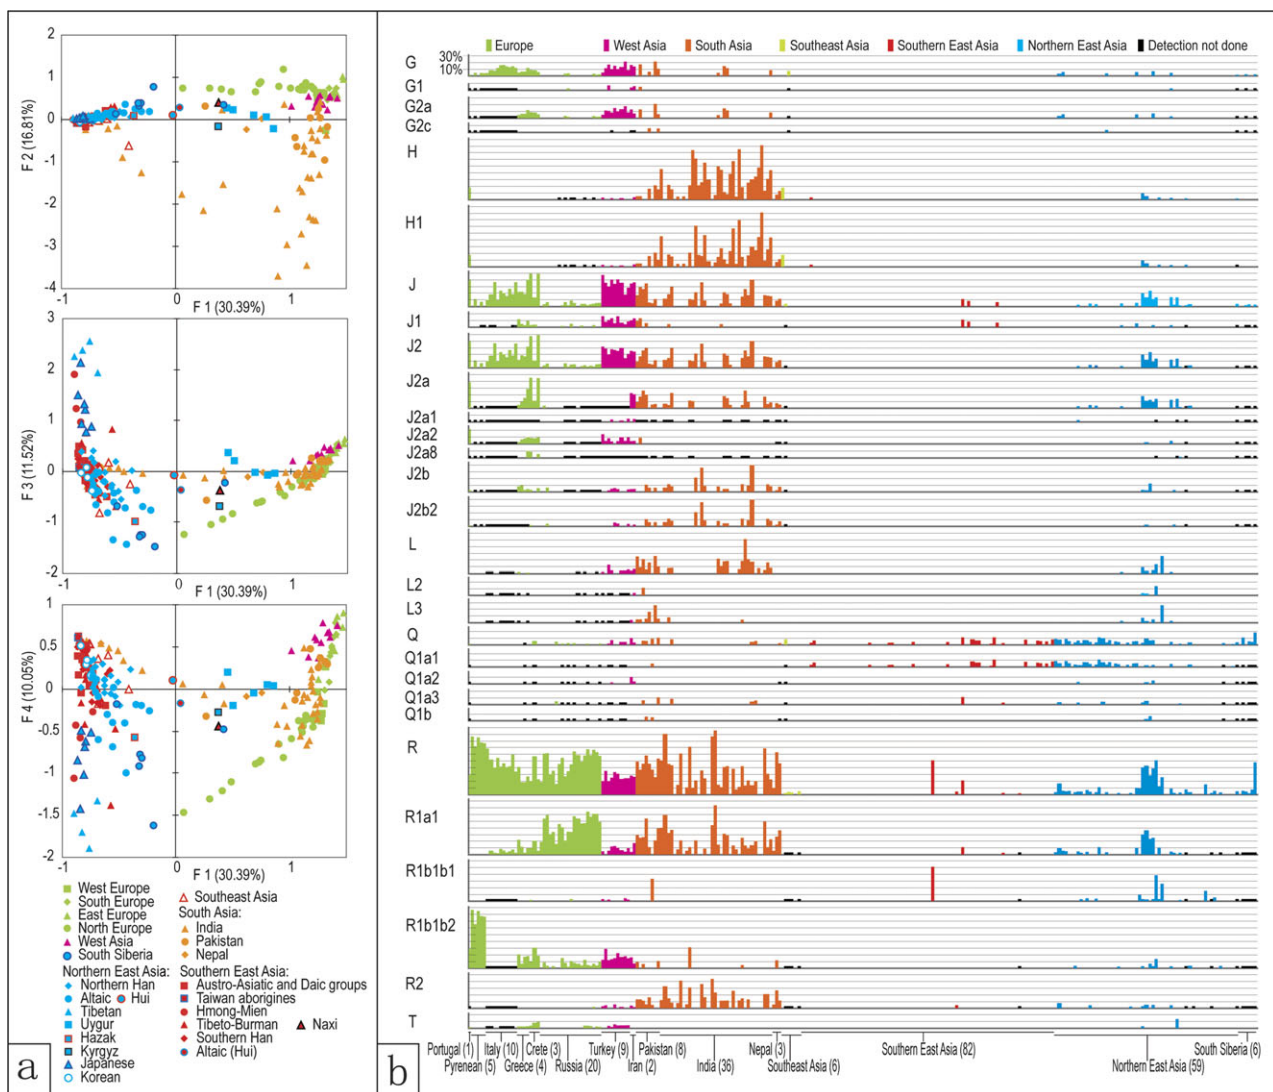 2
1
0
-1
-2
-3
-4
-1
0
1
F 2 (16.81%)
F 1 (30.39%)
3
2
1
0
-1
-2
-1
0
1
F 3 (11.52%)
F 1 (30.39%)
1
0.5
0
-0.5
-1
-1.5
-2
-1
0
1
F 4 (10.05%)
F 1 (30.39%)
West Europe
South Europe
East Europe
North Europe
West Asia
South Siberia
Northern East Asia:
Northern Han
Altaic Hui
Tibetan
Uygur
Hazak
Kyrgyz
Japanese
Korean
Southeast Asia
South Asia:
India
Pakistan
Nepal
Southern East Asia:
Austro-Asiatic and Daic groups
Taiwan aborigines
Hmong-Mien
Tibeto-Burman Naxi
Southern Han
Altaic (Hui)
a
Europe West Asia South Asia Southeast Asia Southern East Asia Northern East Asia Detection not done
30%
10%
G
G1
G2a
G2c
H
H1
J
J1
J2
J2a
J2a1
J2a2
J2a8
J2b
J2b2
L
L2
L3
Q
Q1a1
Q1a2
Q1a3
Q1b
R
R1a1
R1b1b1
R1b1b2
R2
T
Portugal (1) Italy (10) Crete (3) Turkey (9) Pakistan (8) Nepal (3) Southern East Asia (82) South Siberia (6)
Pyrenean (5) Greece (4) Russia (20) Iran (2) India (36) Southeast Asia (6) Northern East Asia (59)
b